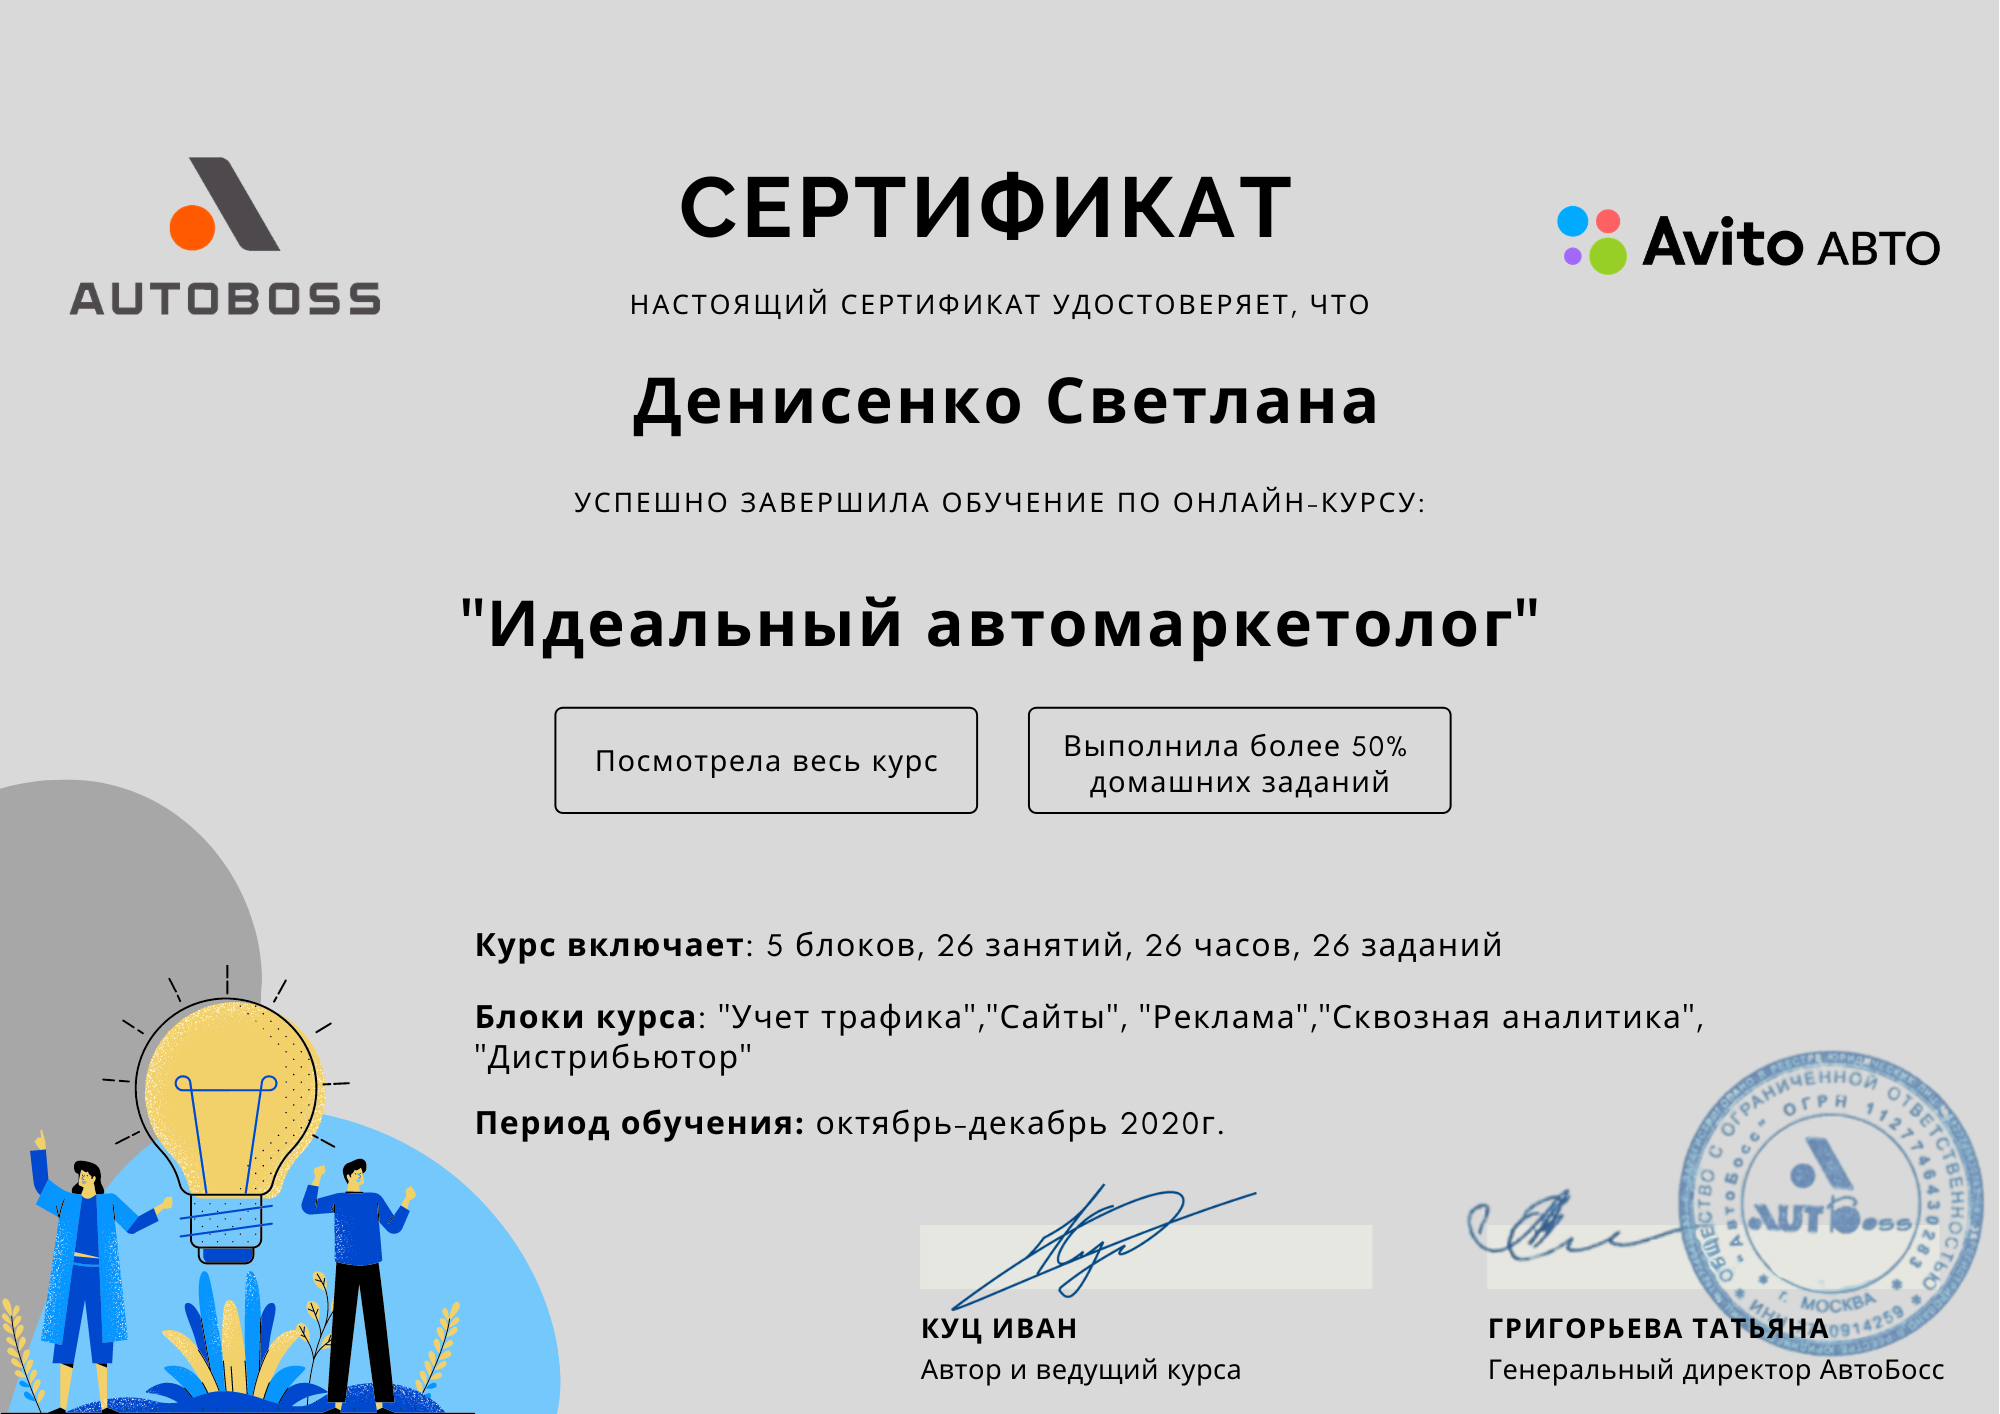 AUTOBOSS
СЕРТИФИКАТ
Avito АВТО
НАСТОЯЩИЙ СЕРТИФИКАТ УДОСТОВЕРЯЕТ, ЧТО
Денисенко Светлана
УСПЕШНО ЗАВЕРШИЛА ОБУЧЕНИЕ ПО ОНЛАЙН-КУРСУ:
"Идеальный автомаркетолог"
Посмотрела весь курс
Выполнила более 50%
домашних заданий
Курс включает: 5 блоков, 26 занятий, 26 часов, 26 заданий
Блоки курса: "Учет трафика","Сайты", "Реклама","Сквозная аналитика",
"Дистрибьютор"
Период обучения: октябрь-декабрь 2020г.
КУЦ ИВАН
Автор и ведущий курса
ОБЩЕСТВО С ОГРАНИЧЕННОЙ ОТВЕТСТВЕННОСТЬЮ
"АвтоБосс" ОГРН 1127746430283
AUTOBoss
г. МОСКВА
ГРИГОРЬЕВА ТАТЬЯНА
Генеральный директор АвтоБосс